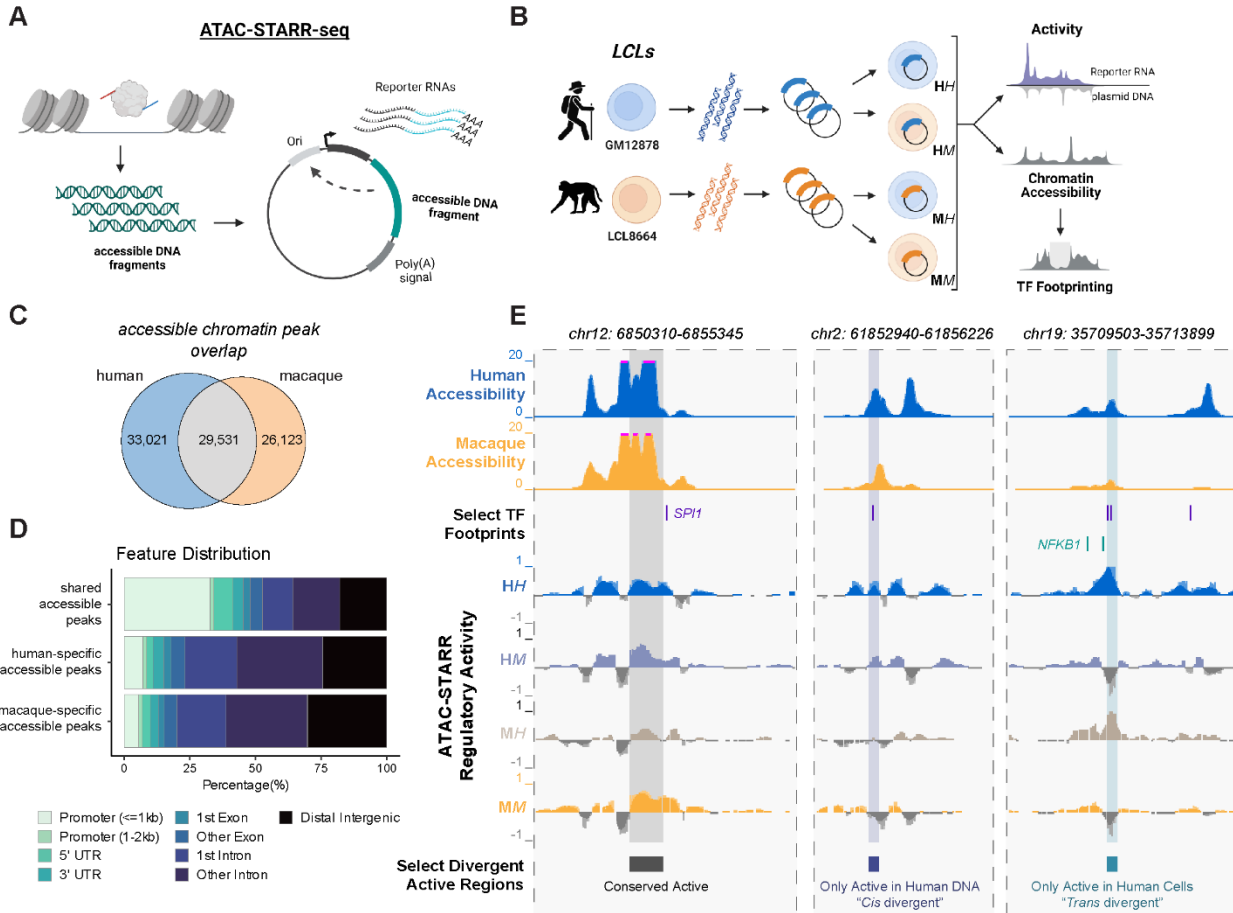 A
ATAC-STARR-seq
Reporter RNAs
AAA
AAA
AAA
Ori
accessible DNA
fragment
accessible DNA
fragments
Poly(A)
signal
B
LCLs
GM12878
LCL8664
HH
HM
MH
MM
Activity
Reporter RNA
plasmid DNA
Chromatin
Accessibility
TF Footprinting
C
accessible chromatin peak
overlap
human
macaque
33,021
29,531
26,123
D
Feature Distribution
shared
accessible
peaks
human-specific
accessible peaks
macaque-specific
accessible peaks
0
25
50
75
100
Percentage(%)
Promoter (<=1kb)
Promoter (1-2kb)
5' UTR
3' UTR
1st Exon
Other Exon
1st Intron
Other Intron
Distal Intergenic
E
chr12: 6850310-6855345
chr2: 61852940-61856226
chr19: 35709503-35713899
20
Human
Accessibility
0
20
Macaque
Accessibility
0
Select TF
Footprints
SPI1
NFKB1
ATAC-STARR
Regulatory Activity
1
HH
-1
1
HM
-1
1
MH
-1
1
MM
-1
Select Divergent
Active Regions
Conserved Active
Only Active in Human DNA
"Cis divergent"
Only Active in Human Cells
"Trans divergent"